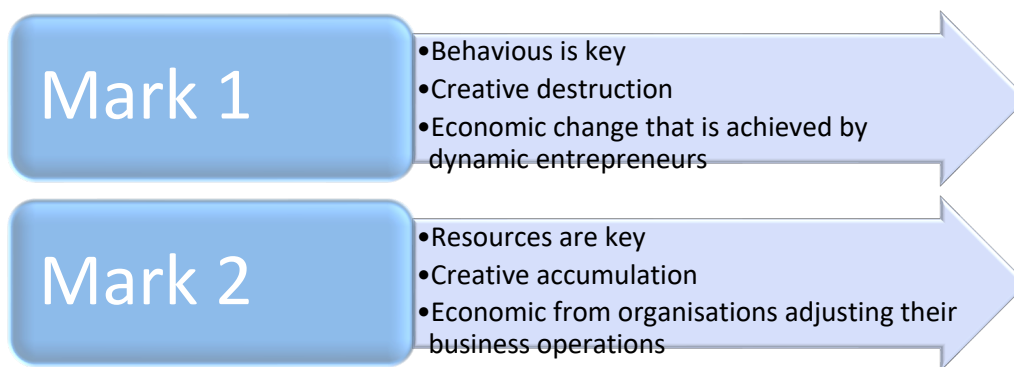 Mark 1
•Behavious is key
•Creative destruction
•Economic change that is achieved by
dynamic entrepreneurs
Mark 2
•Resources are key
•Creative accumulation
•Economic from organisations adjusting their
business operations